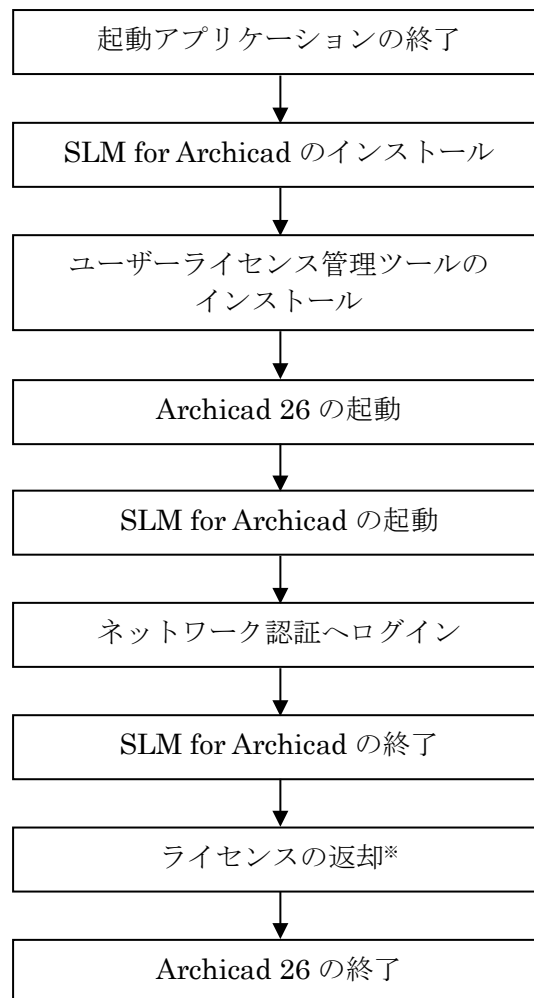 起動アプリケーションの終了
SLM for Archicad のインストール
ユーザーライセンス管理ツールの
インストール
Archicad 26 の起動
SLM for Archicad の起動
ネットワーク認証へログイン
SLM for Archicad の終了
ライセンスの返却※
Archicad 26 の終了